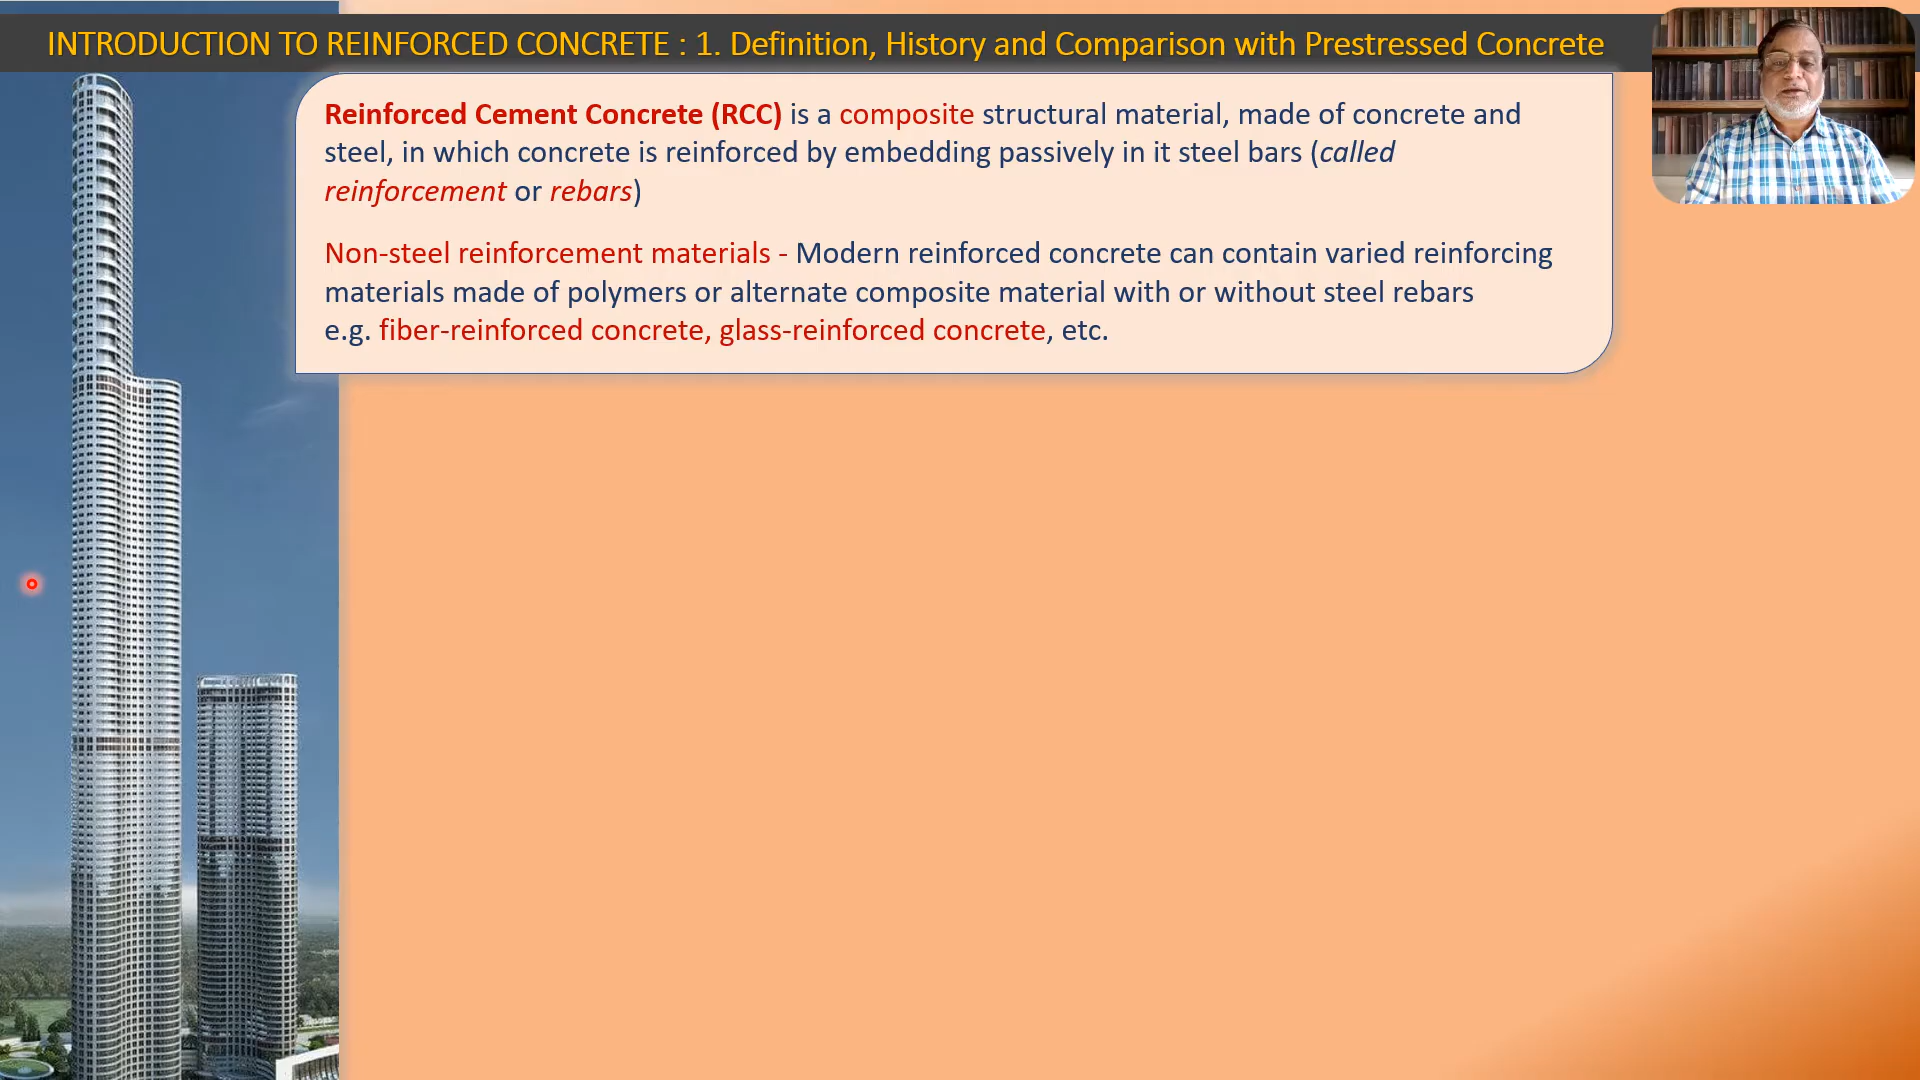 INTRODUCTION TO REINFORCED CONCRETE : 1. Definition, History and Comparison with Prestressed Concrete
Reinforced Cement Concrete (RCC) is a composite structural material, made of concrete and
steel, in which concrete is reinforced by embedding passively in it steel bars (called
reinforcement or rebars)
Non-steel reinforcement materials - Modern reinforced concrete can contain varied reinforcing
materials made of polymers or alternate composite material with or without steel rebars
e.g. fiber-reinforced concrete, glass-reinforced concrete, etc.